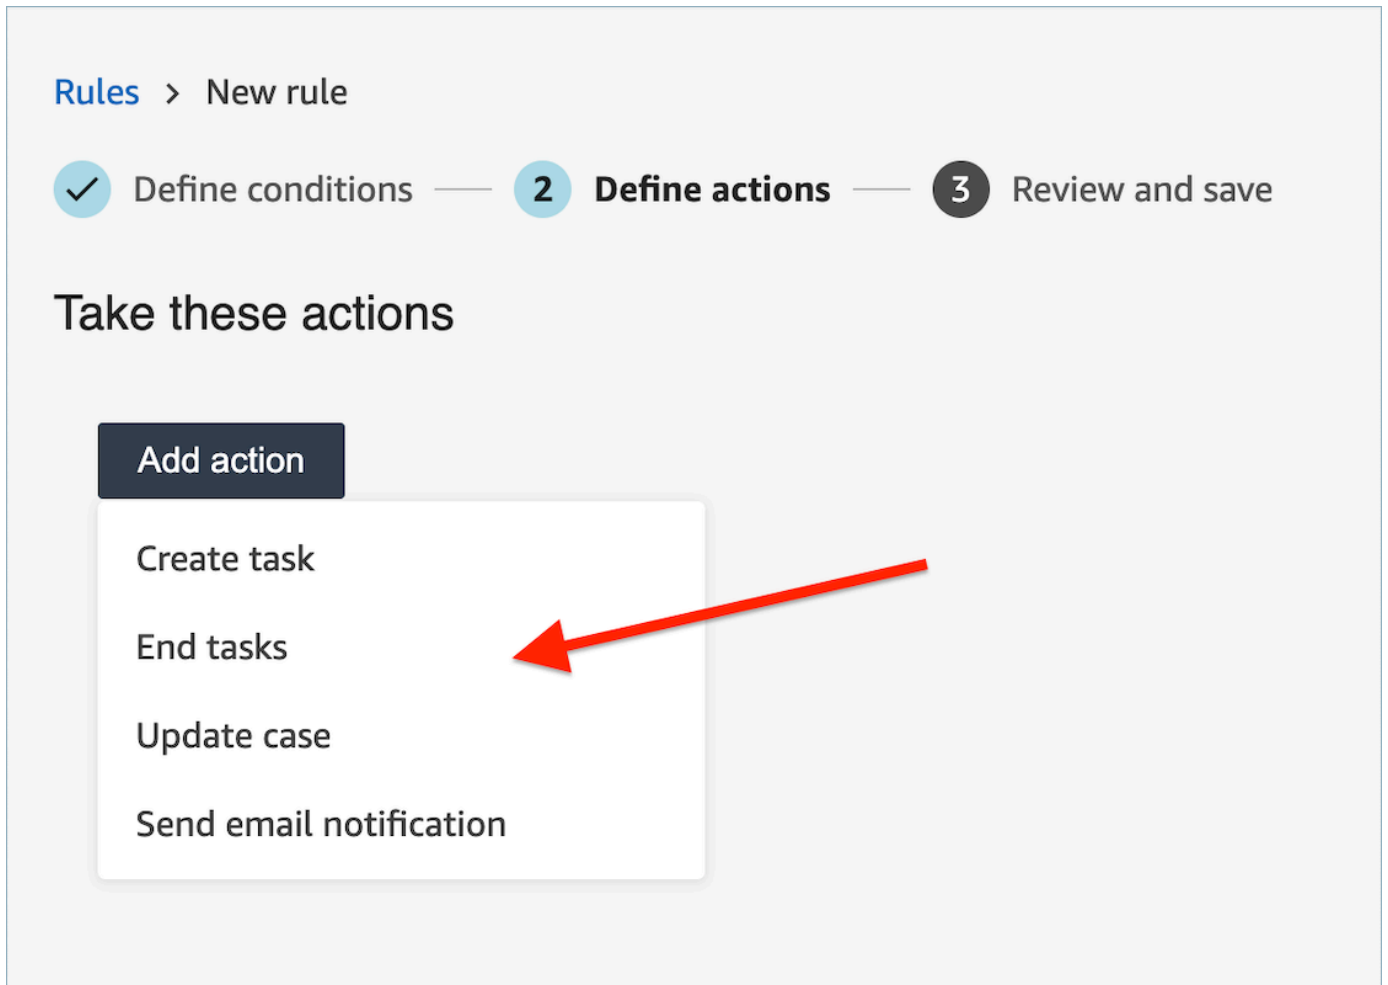 Rules > New rule
Define conditions 2 Define actions 3 Review and save
Take these actions
Add action
Create task
End tasks
Update case
Send email notification